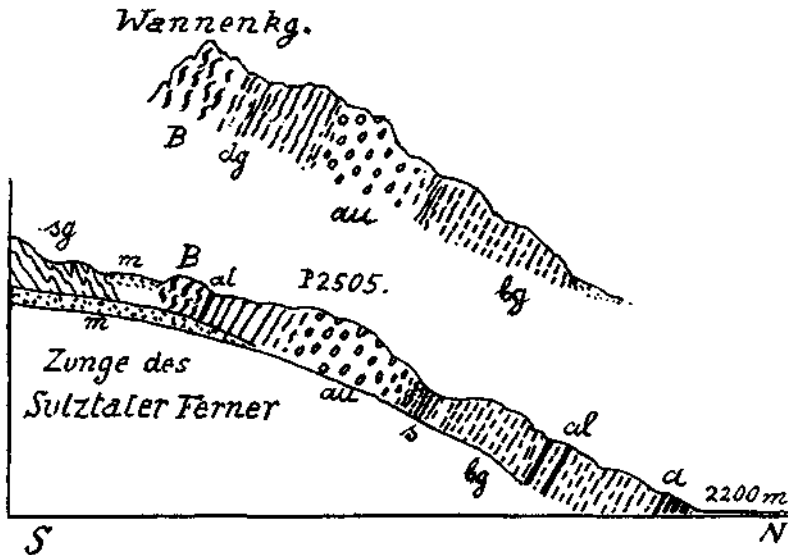 Wannenkg.
B
dg
au
bg
sg
m
B
al
P2505.
m
Zunge des
Sulztaler Ferner
au
s
bg
al
a
2200 m
S
N